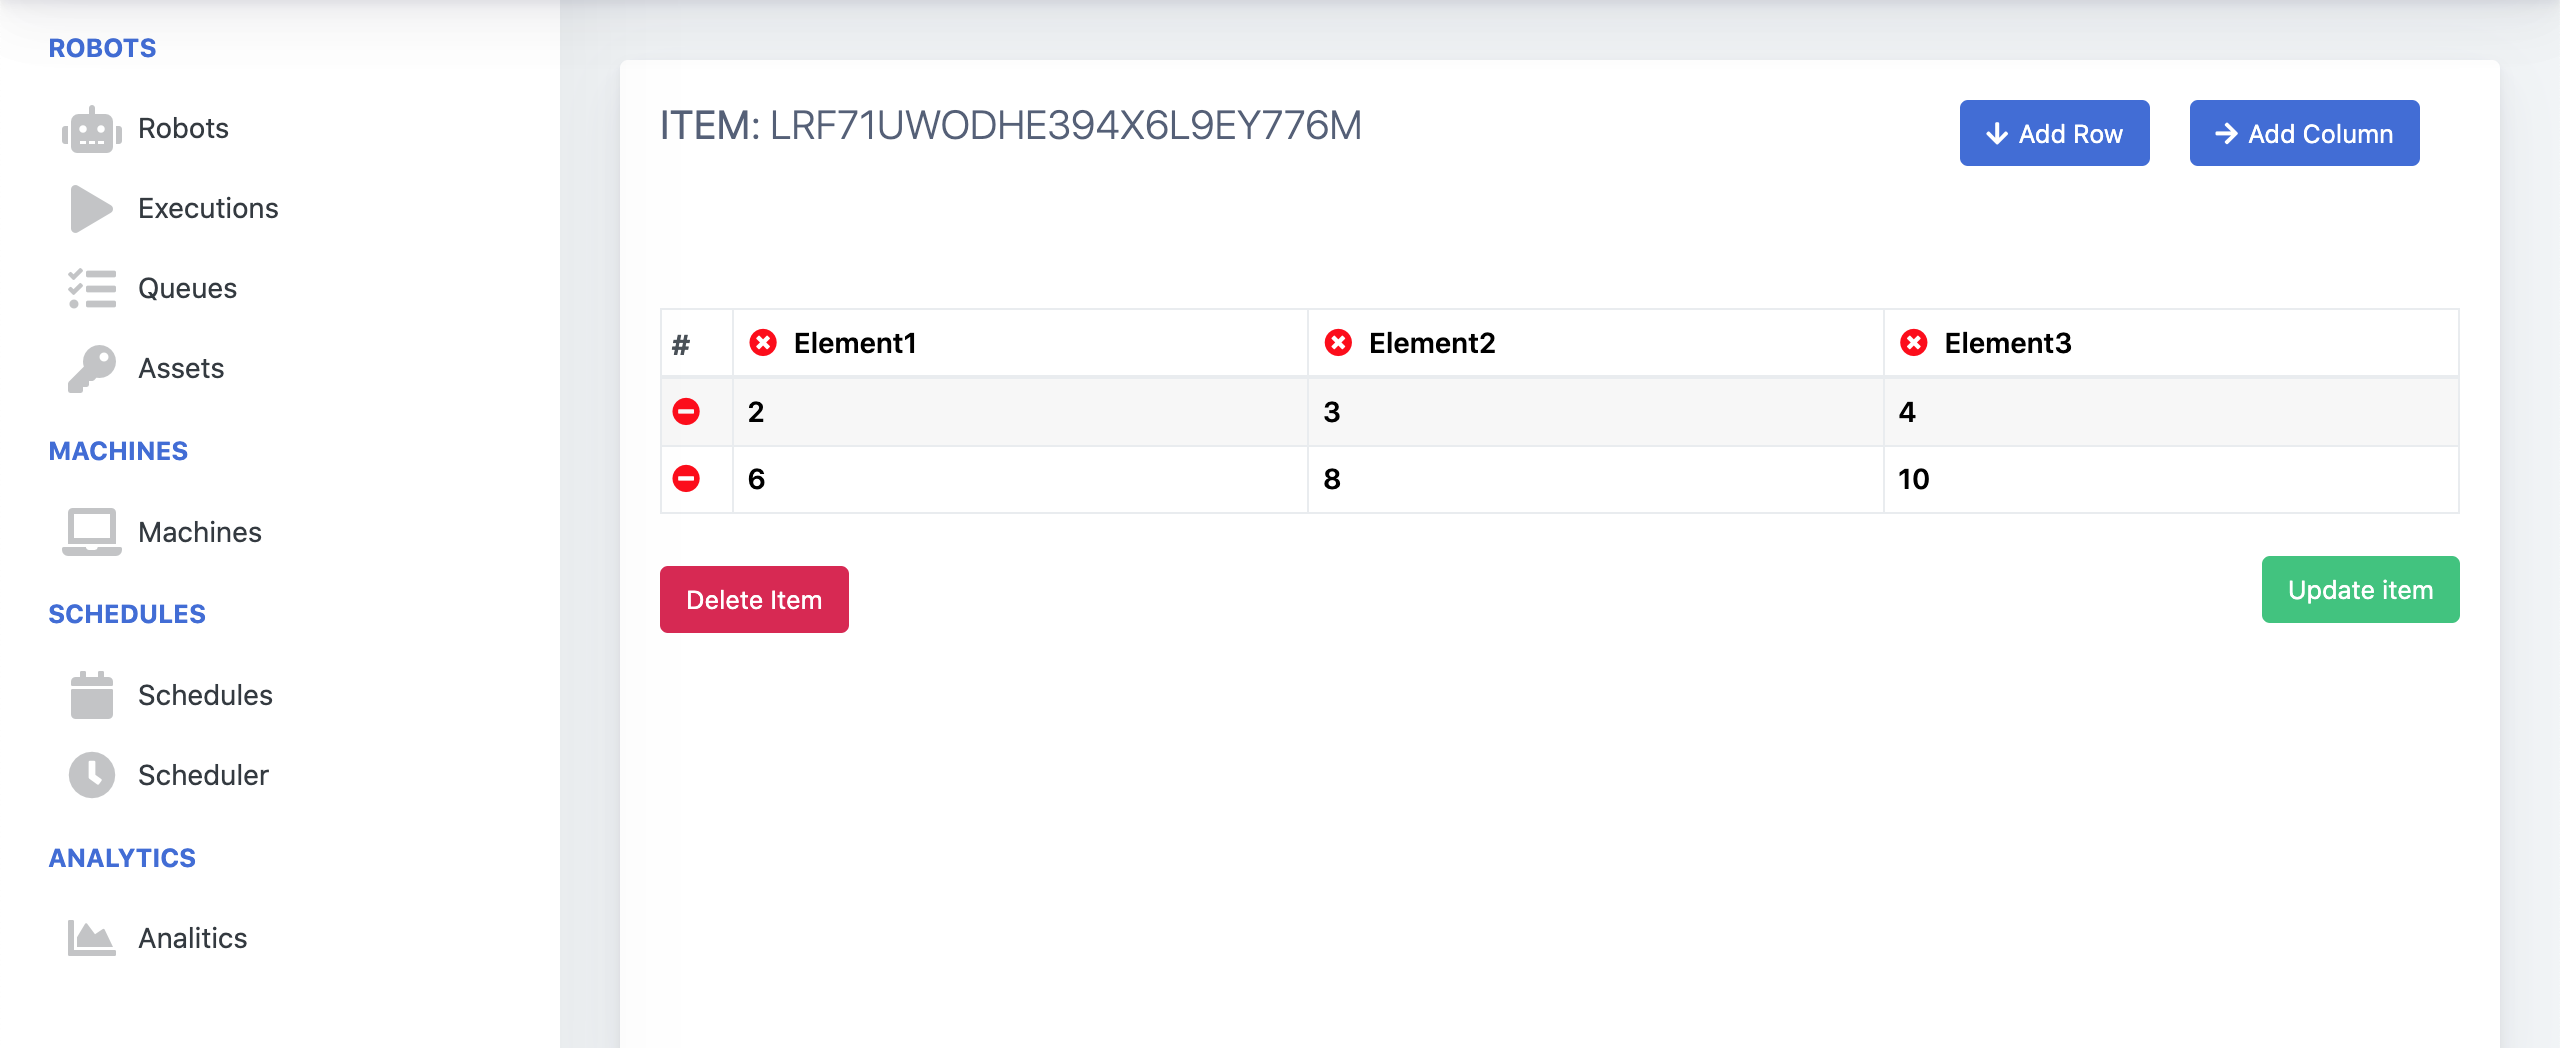 ROBOTS
Robots
Executions
Queues
Assets
MACHINES
Machines
SCHEDULES
Schedules
Scheduler
ANALYTICS
Analitics
ITEM: LRF71UWODHE394X6L9EY776M
Add Row
Add Column
# Element1 Element2 Element3
2 3 4
6 8 10
Delete Item
Update item